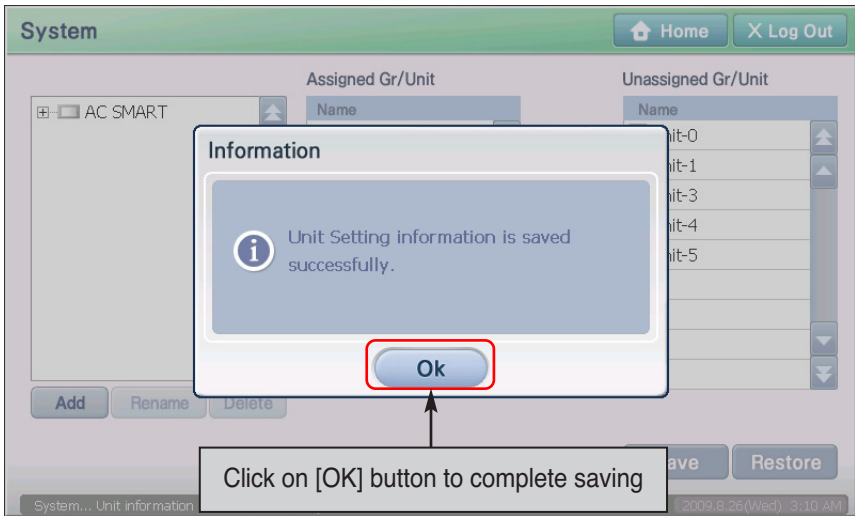 System
Home
X Log Out
Assigned Gr/Unit
Unassigned Gr/Unit
AC SMART
Name
Name
Information
Unit Setting information is saved
successfully.
Ok
nit-0
nit-1
nit-3
nit-4
nit-5
Add
Rename
Delete
Click on [OK] button to complete saving
ave
Restore
System... Unit information
2009.8.26(Wed) 3:10 AM